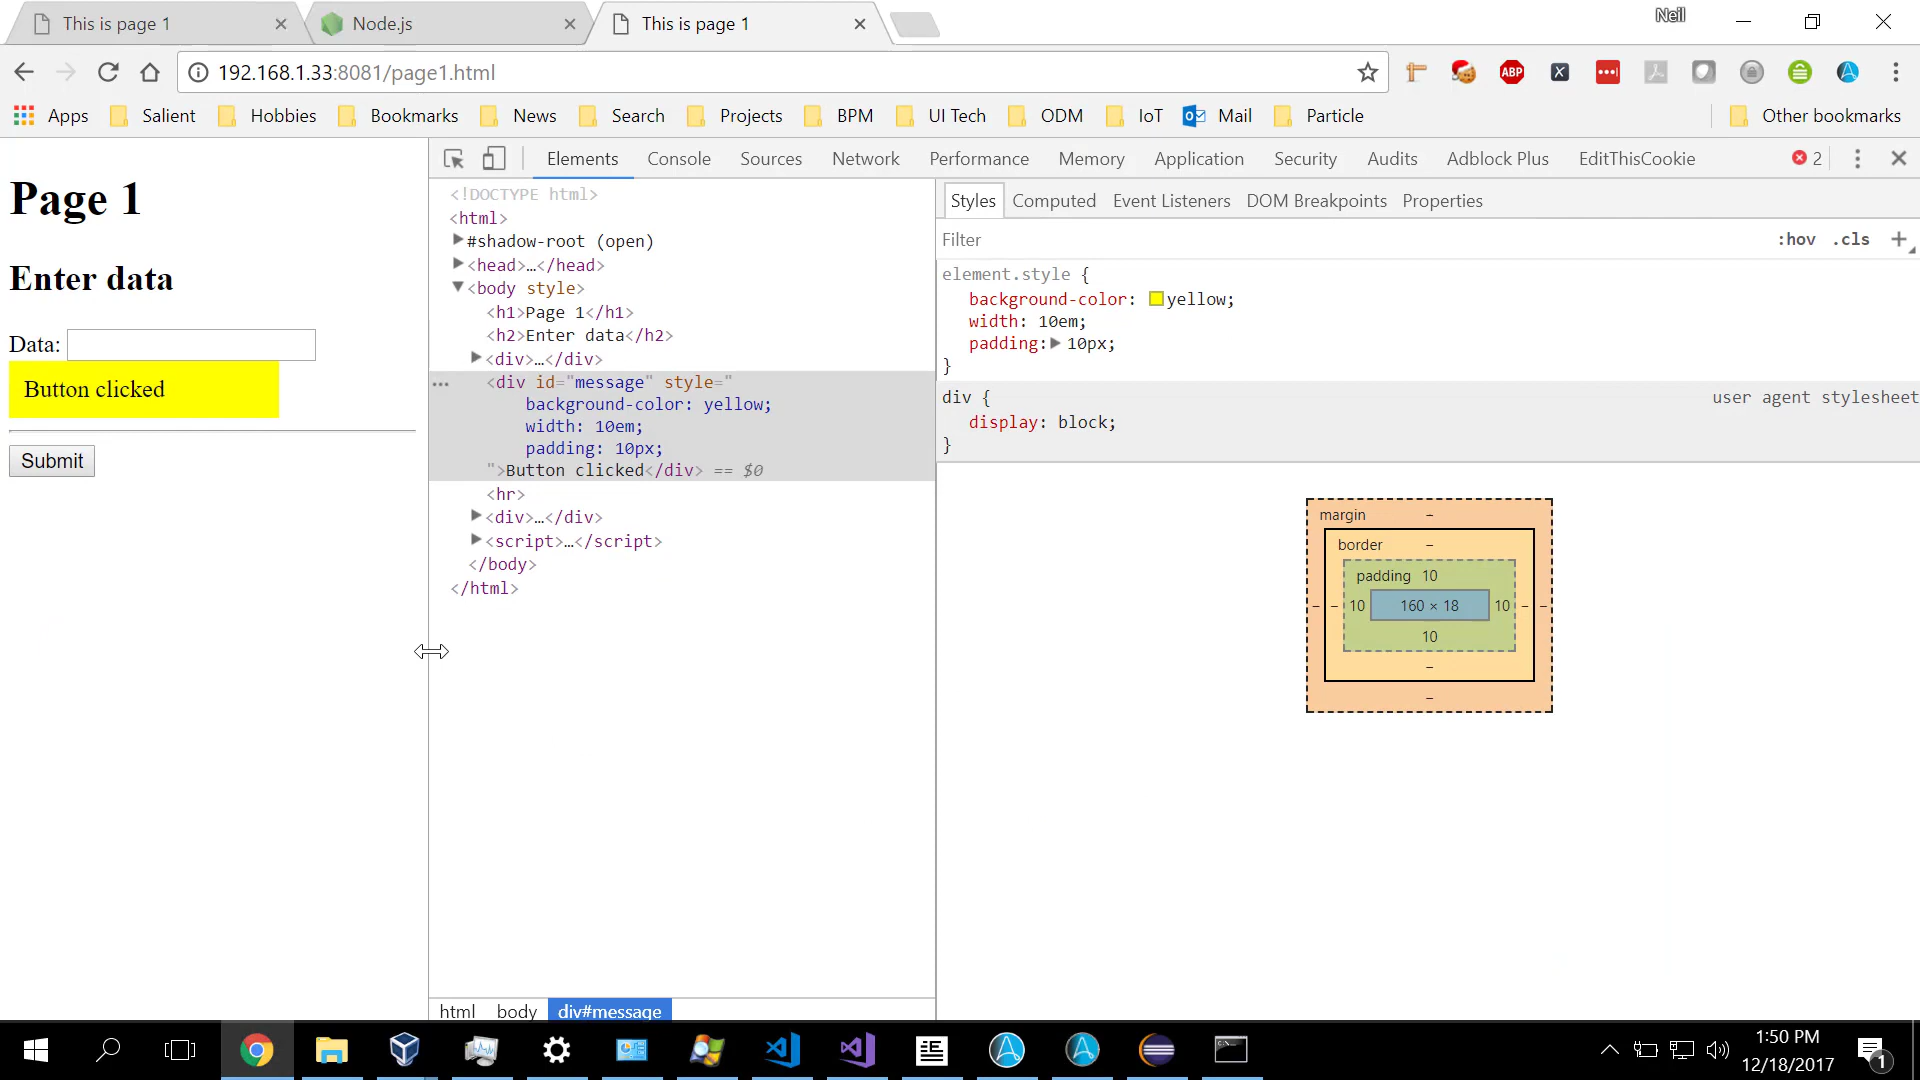 This is page 1
Node.js
This is page 1
Neil
192.168.1.33:8081/page1.html
ABP
Apps Salient Hobbies Bookmarks News Search Projects BPM UI Tech ODM IoT Mail Particle Other bookmarks
Page 1
Enter data
Data:
Button clicked
Submit
Elements Console Sources Network Performance Memory Application Security Audits Adblock Plus EditThisCookie 2
<!DOCTYPE html>
<html>
#shadow-root (open)
<head>…</head>
<body style>
<h1>Page 1</h1>
<h2>Enter data</h2>
<div>…</div>
<div id="message" style="
background-color: yellow;
width: 10em;
padding: 10px;
">Button clicked</div> == $0
<hr>
<div>…</div>
<script>…</script>
</body>
</html>
html body div#message
Styles Computed Event Listeners DOM Breakpoints Properties
Filter :hov .cls +
element.style {
background-color: yellow;
width: 10em;
padding: 10px;
}
div { user agent stylesheet
display: block;
}
margin –
border –
padding 10
– – 10 160 × 18 10 – –
10
–
–
1:50 PM
12/18/2017
1